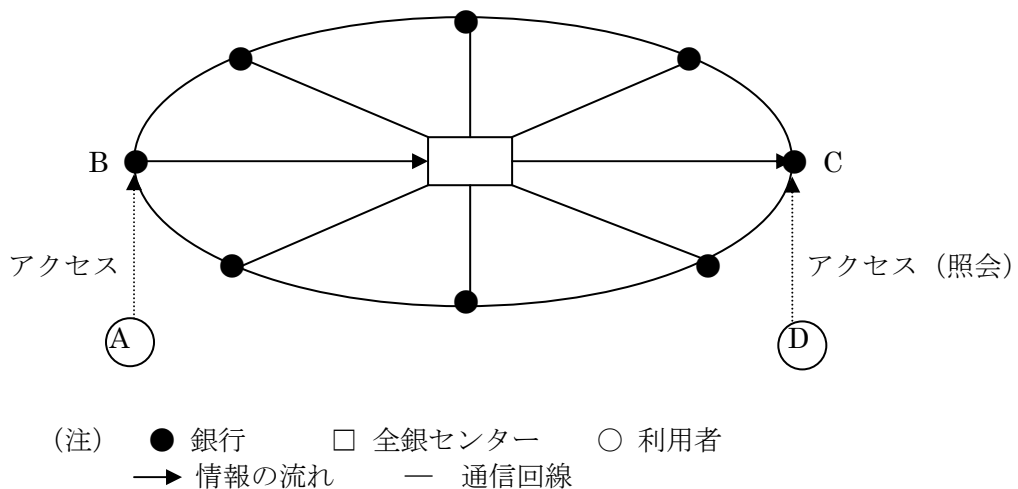 B
C
アクセス
アクセス（照会）
A
D
（注） ● 銀行 □ 全銀センター ○ 利用者
→ 情報の流れ ― 通信回線